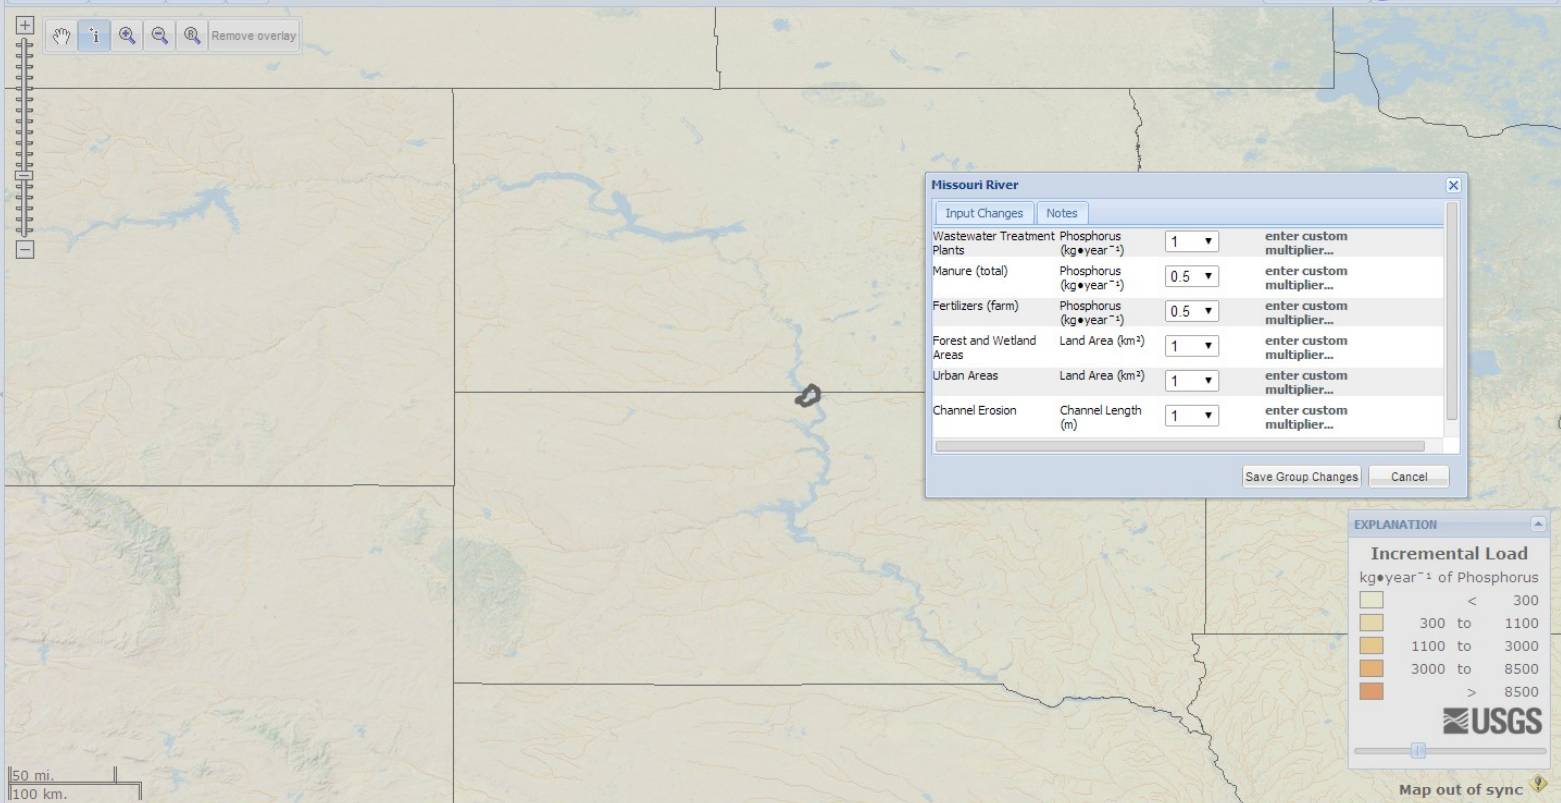 Remove overlay
Missouri River
Input Changes
Notes
Wastewater Treatment Plants
Phosphorus (kg●year⁻¹)
1
enter custom multiplier...
Manure (total)
Phosphorus (kg●year⁻¹)
0.5
enter custom multiplier...
Fertilizers (farm)
Phosphorus (kg●year⁻¹)
0.5
enter custom multiplier...
Forest and Wetland Areas
Land Area (km²)
1
enter custom multiplier...
Urban Areas
Land Area (km²)
1
enter custom multiplier...
Channel Erosion
Channel Length (m)
1
enter custom multiplier...
Save Group Changes
Cancel
EXPLANATION
Incremental Load
kg●year⁻¹ of Phosphorus
< 300
300 to 1100
1100 to 3000
3000 to 8500
> 8500
USGS
50 mi.
100 km.
Map out of sync